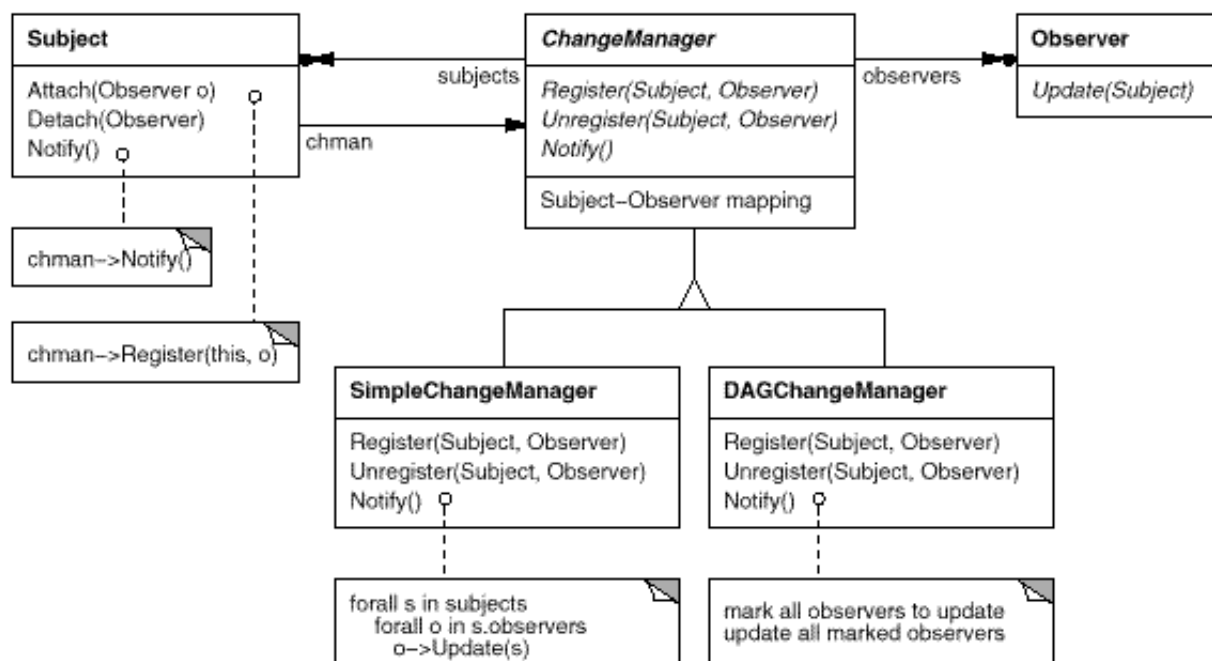 Subject
Attach(Observer o)
Detach(Observer)
Notify()
subjects
chman
ChangeManager
Register(Subject, Observer)
Unregister(Subject, Observer)
Notify()
Subject–Observer mapping
observers
Observer
Update(Subject)
chman–>Notify()
chman–>Register(this, o)
SimpleChangeManager
Register(Subject, Observer)
Unregister(Subject, Observer)
Notify()
DAGChangeManager
Register(Subject, Observer)
Unregister(Subject, Observer)
Notify()
forall s in subjects
forall o in s.observers
o–>Update(s)
mark all observers to update
update all marked observers